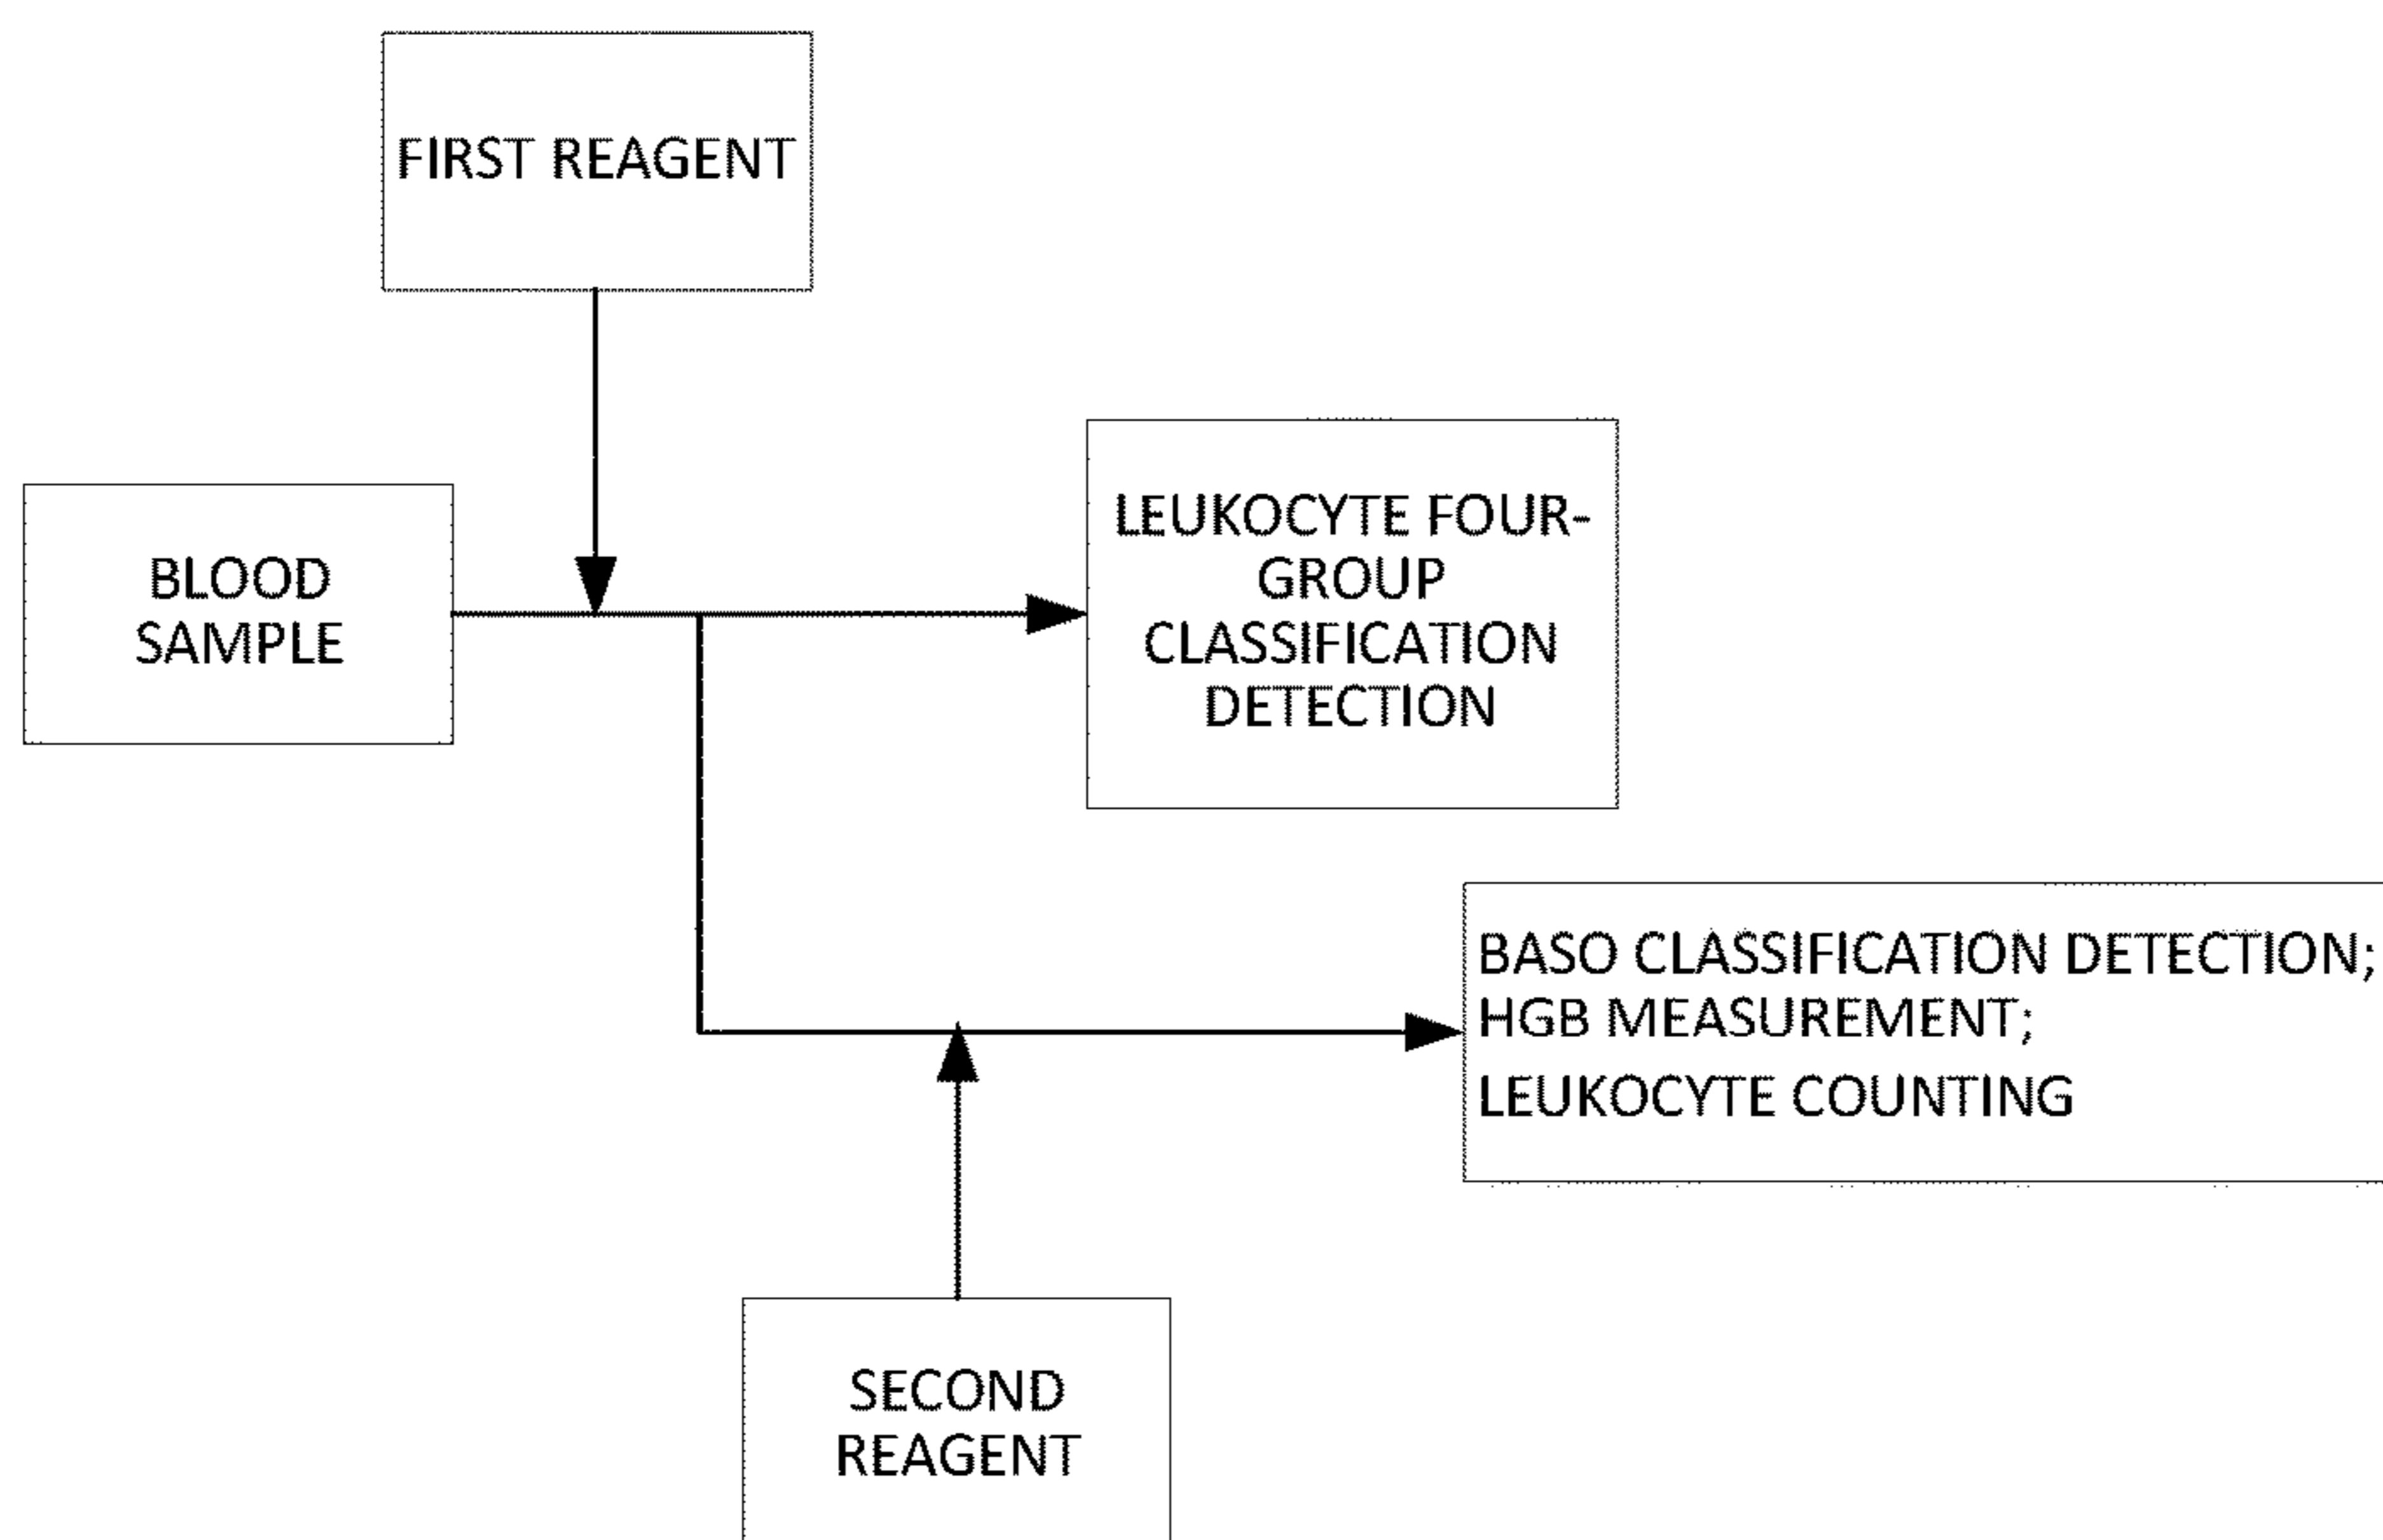 FIRST REAGENT
BLOOD
SAMPLE
LEUKOCYTE FOUR-
GROUP
CLASSIFICATION
DETECTION
BASO CLASSIFICATION DETECTION;
HGB MEASUREMENT;
LEUKOCYTE COUNTING
SECOND
REAGENT